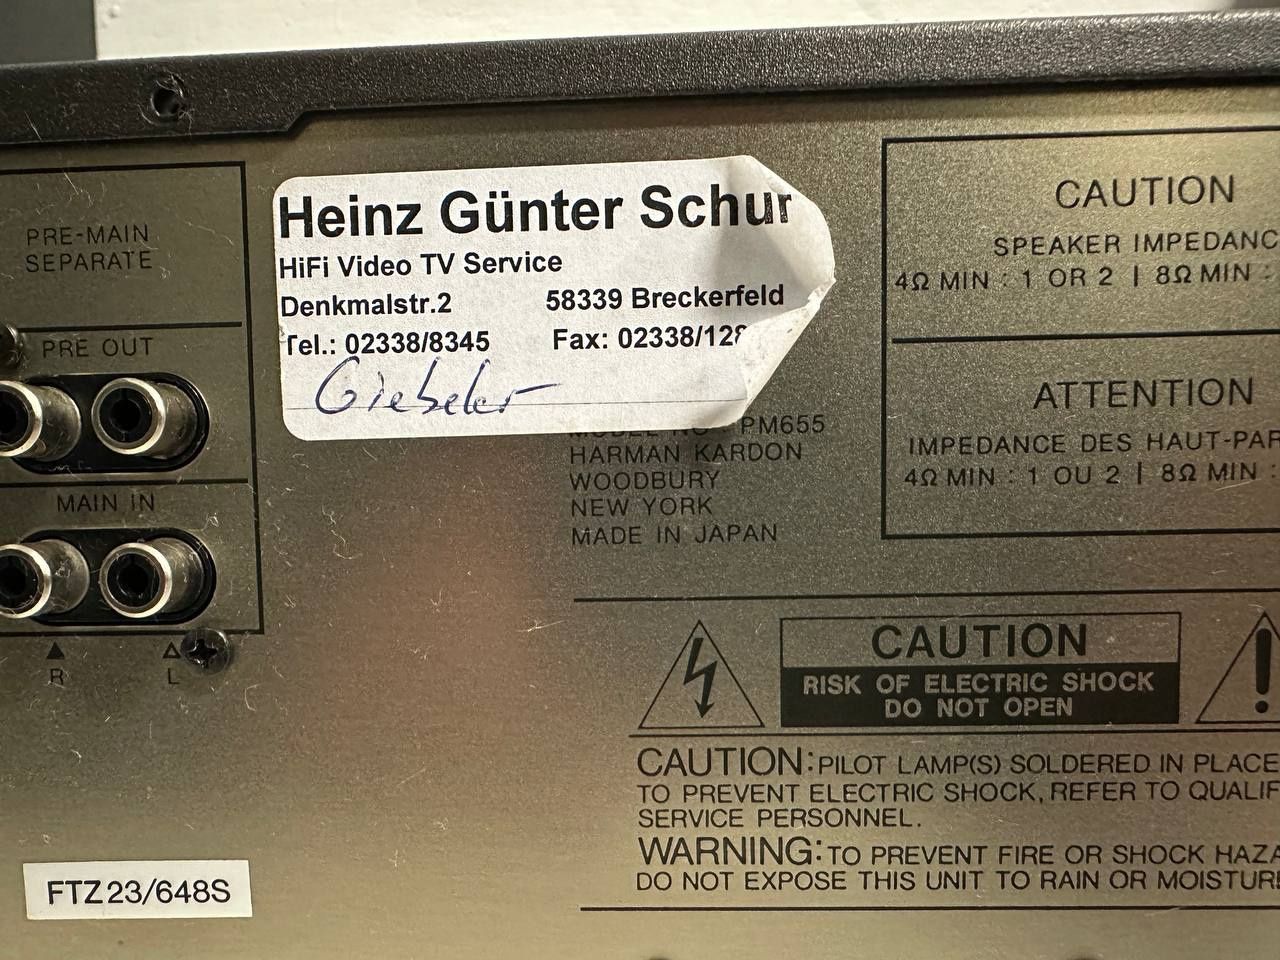 PRE-MAIN
SEPARATE
PRE OUT
MAIN IN
R
L
FTZ 23/648S
Heinz Günter Schur
HiFi Video TV Service
Denkmalstr.2 58339 Breckerfeld
Tel.: 02338/8345 Fax: 02338/128
Giebeler
MODEL NO PM655
HARMAN KARDON
WOODBURY
NEW YORK
MADE IN JAPAN
CAUTION
SPEAKER IMPEDANC
4Ω MIN : 1 OR 2 | 8Ω MIN :
ATTENTION
IMPEDANCE DES HAUT-PAR
4Ω MIN : 1 OU 2 | 8Ω MIN :
CAUTION
RISK OF ELECTRIC SHOCK
DO NOT OPEN
CAUTION: PILOT LAMP(S) SOLDERED IN PLACE
TO PREVENT ELECTRIC SHOCK, REFER TO QUALIF
SERVICE PERSONNEL.
WARNING: TO PREVENT FIRE OR SHOCK HAZA
DO NOT EXPOSE THIS UNIT TO RAIN OR MOISTUR